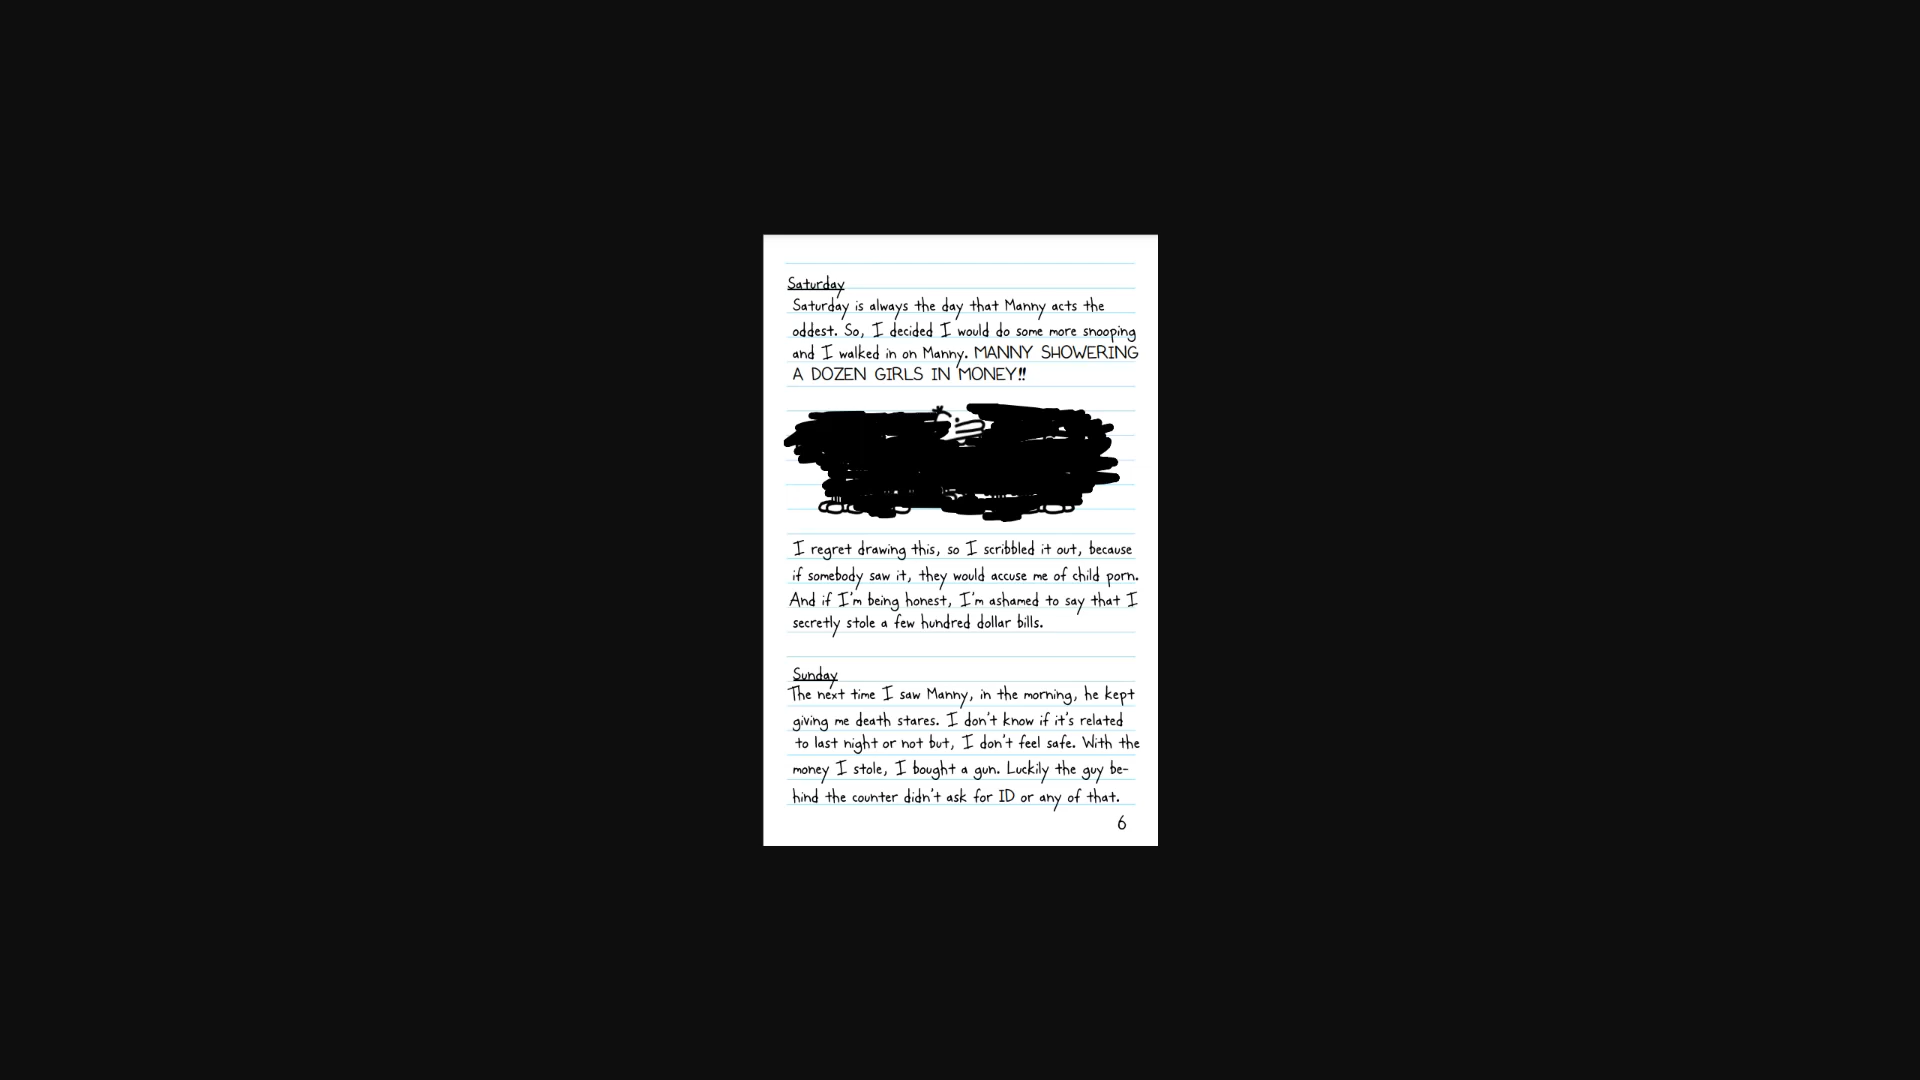 Saturday
Saturday is always the day that Manny acts the
oddest. So, I decided I would do some more snooping
and I walked in on Manny. MANNY SHOWERING
A DOZEN GIRLS IN MONEY!!
I regret drawing this, so I scribbled it out, because
if somebody saw it, they would accuse me of child porn.
And if I'm being honest, I'm ashamed to say that I
secretly stole a few hundred dollar bills.
Sunday
The next time I saw Manny, in the morning, he kept
giving me death stares. I don't know if it's related
to last night or not but, I don't feel safe. With the
money I stole, I bought a gun. Luckily the guy be-
hind the counter didn't ask for ID or any of that.
6